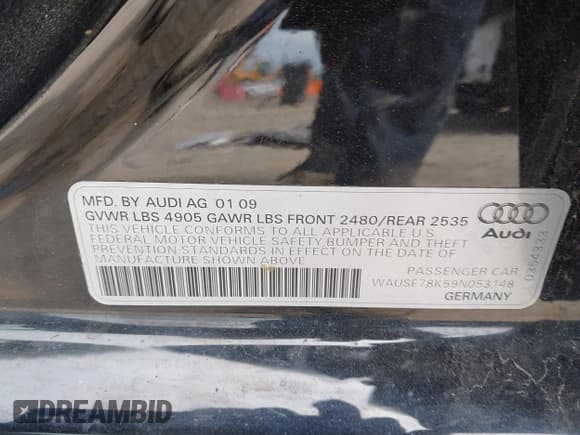 MFD. BY AUDI AG 01 09
GVWR LBS 4905 GAWR LBS FRONT 2480/REAR 2535
THIS VEHICLE CONFORMS TO ALL APPLICABLE U.S
FEDERAL MOTOR VEHICLE SAFETY BUMPER AND THEFT
PREVENTION-STANDARDS IN EFFECT ON THE DATE OF
MANUFACTURE SHOWN ABOVE
PASSENGER CAR
WAUSF78K59N053148
GERMANY
Audi
0354333
DREAMBID